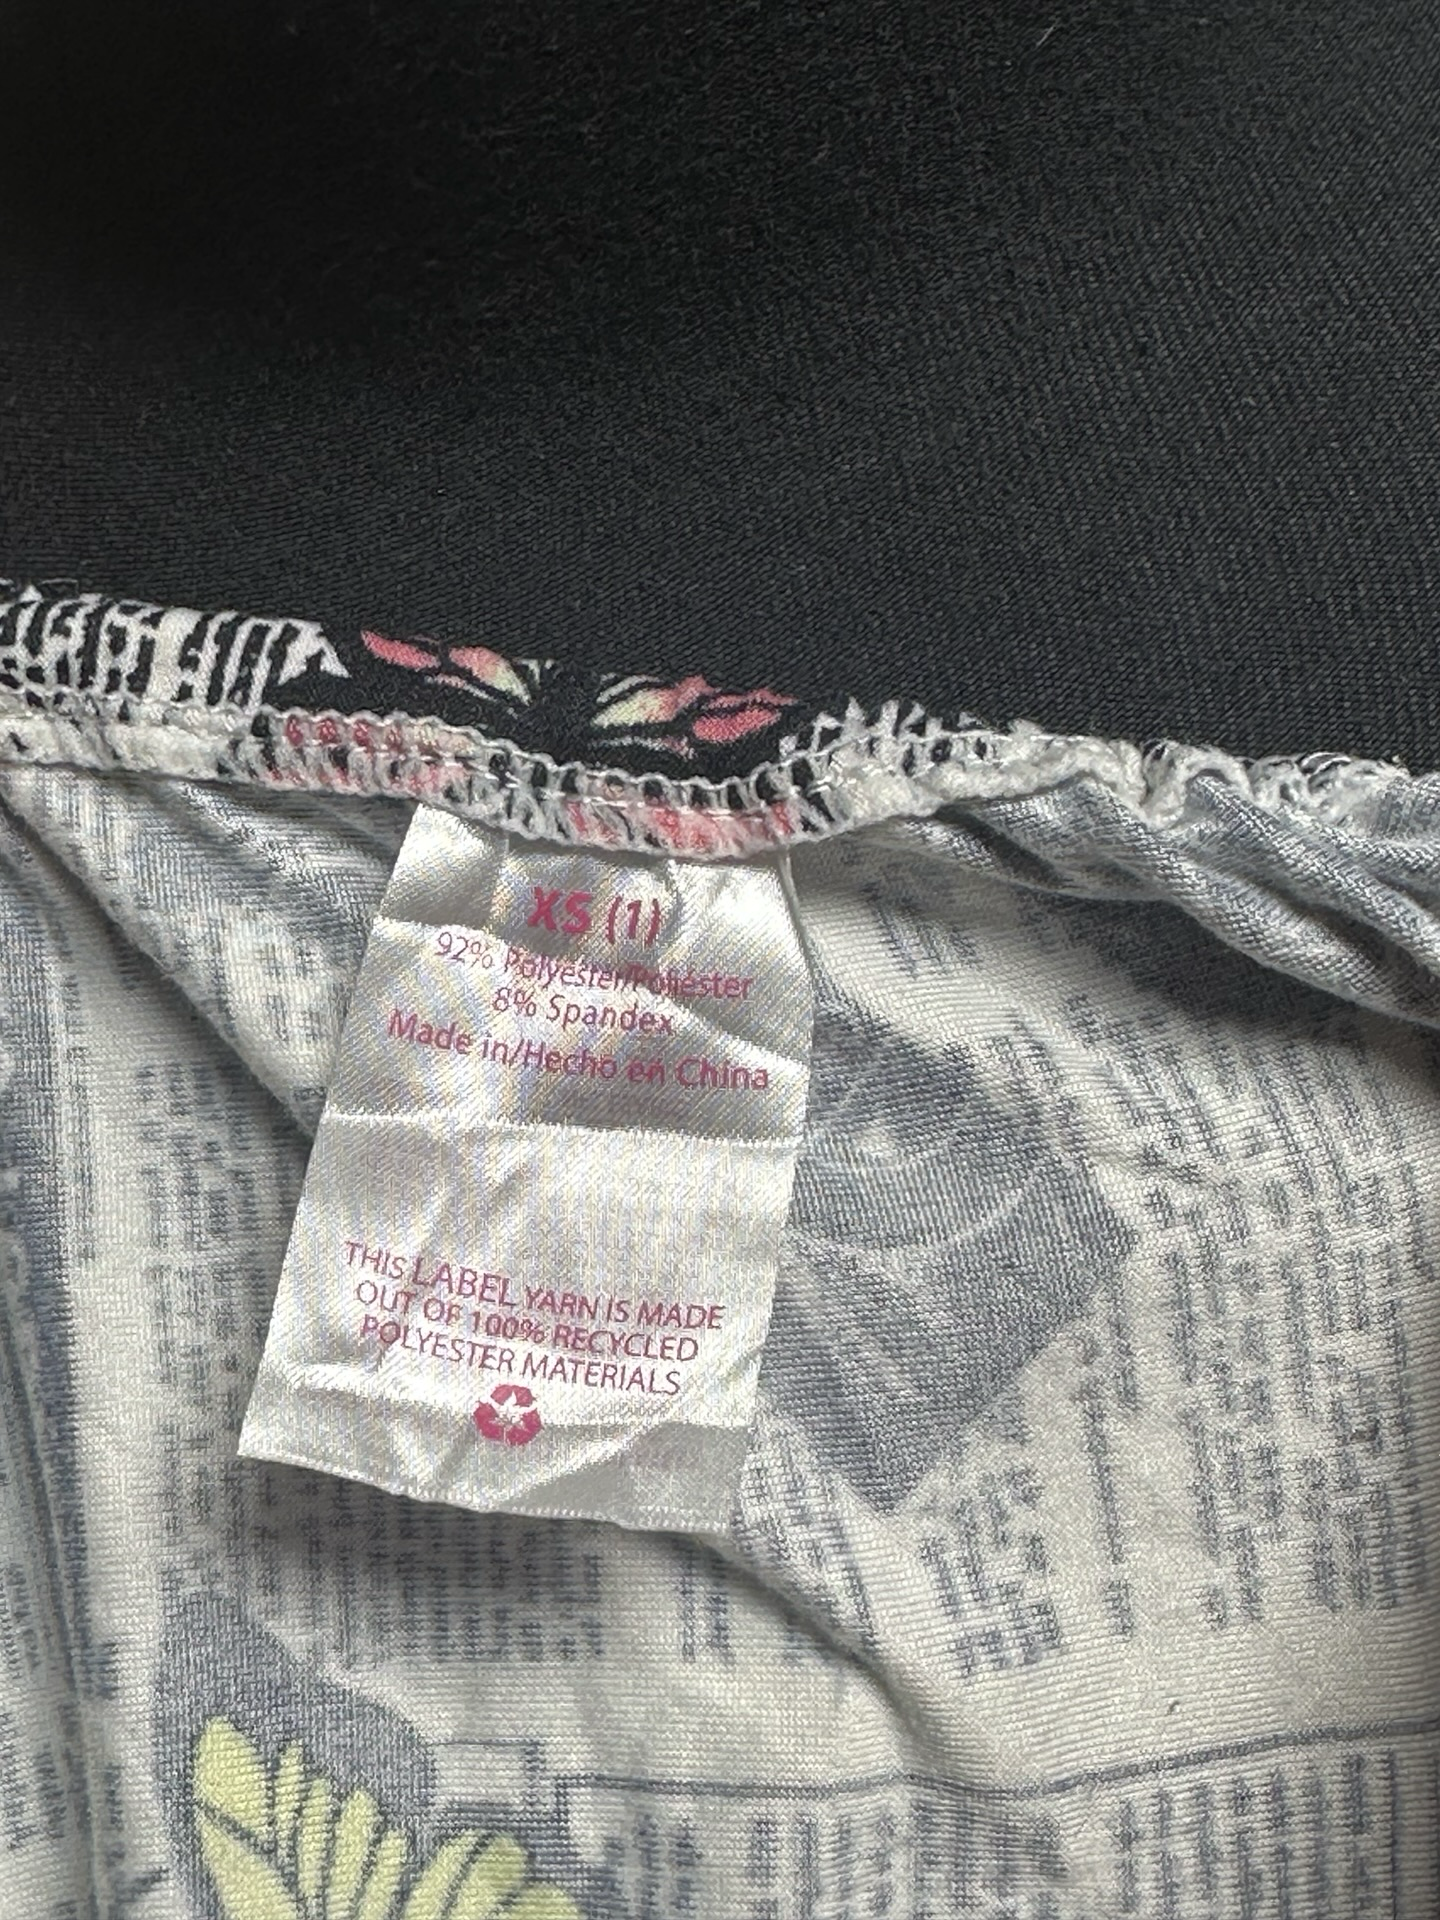 XS (1)
92% Polyester/Poliéster
8% Spandex
Made in/Hecho en China
THIS LABEL YARN IS MADE
OUT OF 100% RECYCLED
POLYESTER MATERIALS